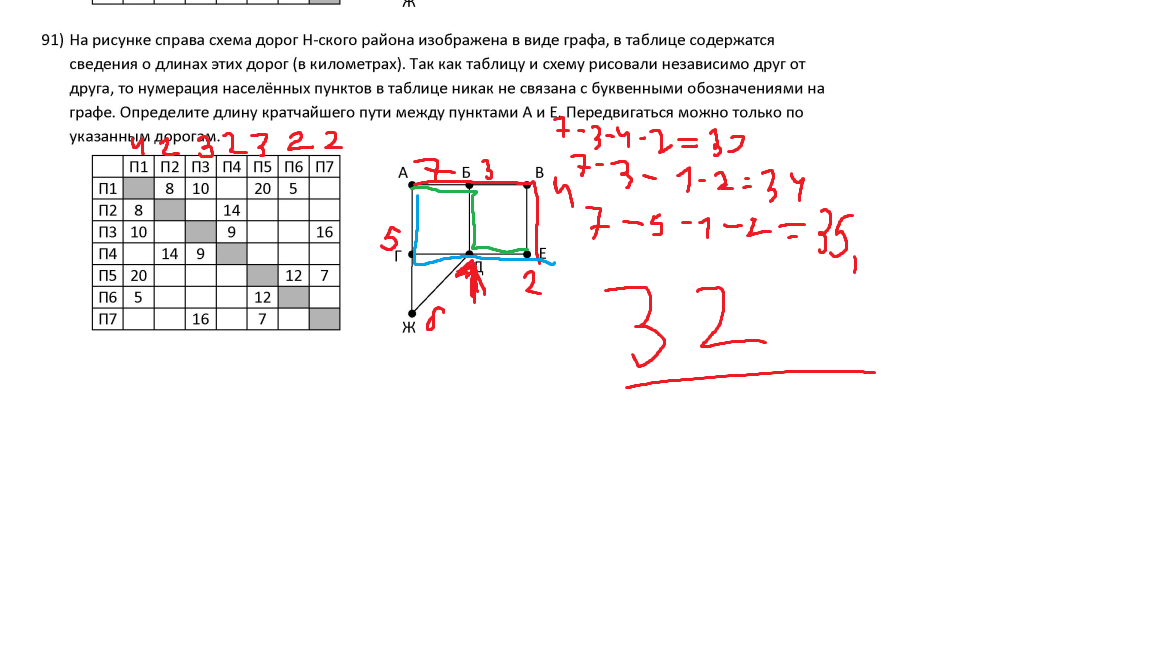 Ж
91) На рисунке справа схема дорог Н-ского района изображена в виде графа, в таблице содержатся
сведения о длинах этих дорог (в километрах). Так как таблицу и схему рисовали независимо друг от
друга, то нумерация населённых пунктов в таблице никак не связана с буквенными обозначениями на
графе. Определите длину кратчайшего пути между пунктами А и Е. Передвигаться можно только по
указанным дорогам.
4 2 3 2 3 2 2
П1 П2 П3 П4 П5 П6 П7
П1 8 10 20 5
П2 8 14
П3 10 9 16
П4 14 9
П5 20 12 7
П6 5 12
П7 16 7
А 7 Б 3 В
4
5 Г Д Е
2
Ж
7-3-4-2=32
7-3-1-2=34
7-5-1-2=35,
32